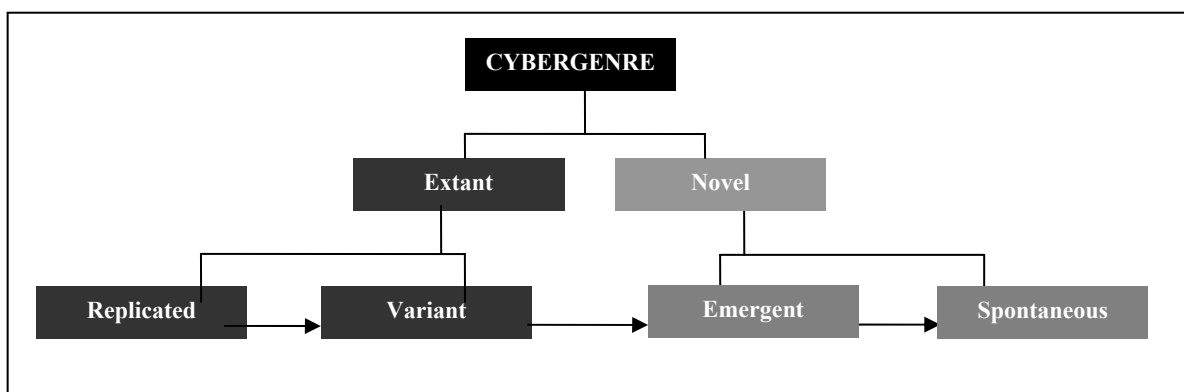 CYBERGENRE
Extant
Novel
Replicated
Variant
Emergent
Spontaneous